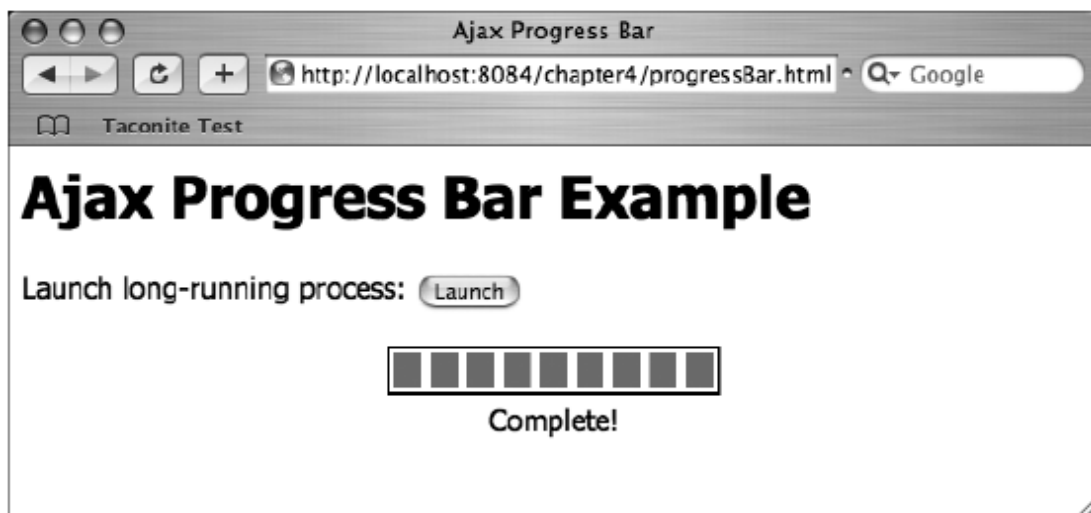 Ajax Progress Bar
http://localhost:8084/chapter4/progressBar.html
Google
Taconite Test
Ajax Progress Bar Example
Launch long-running process: Launch
Complete!